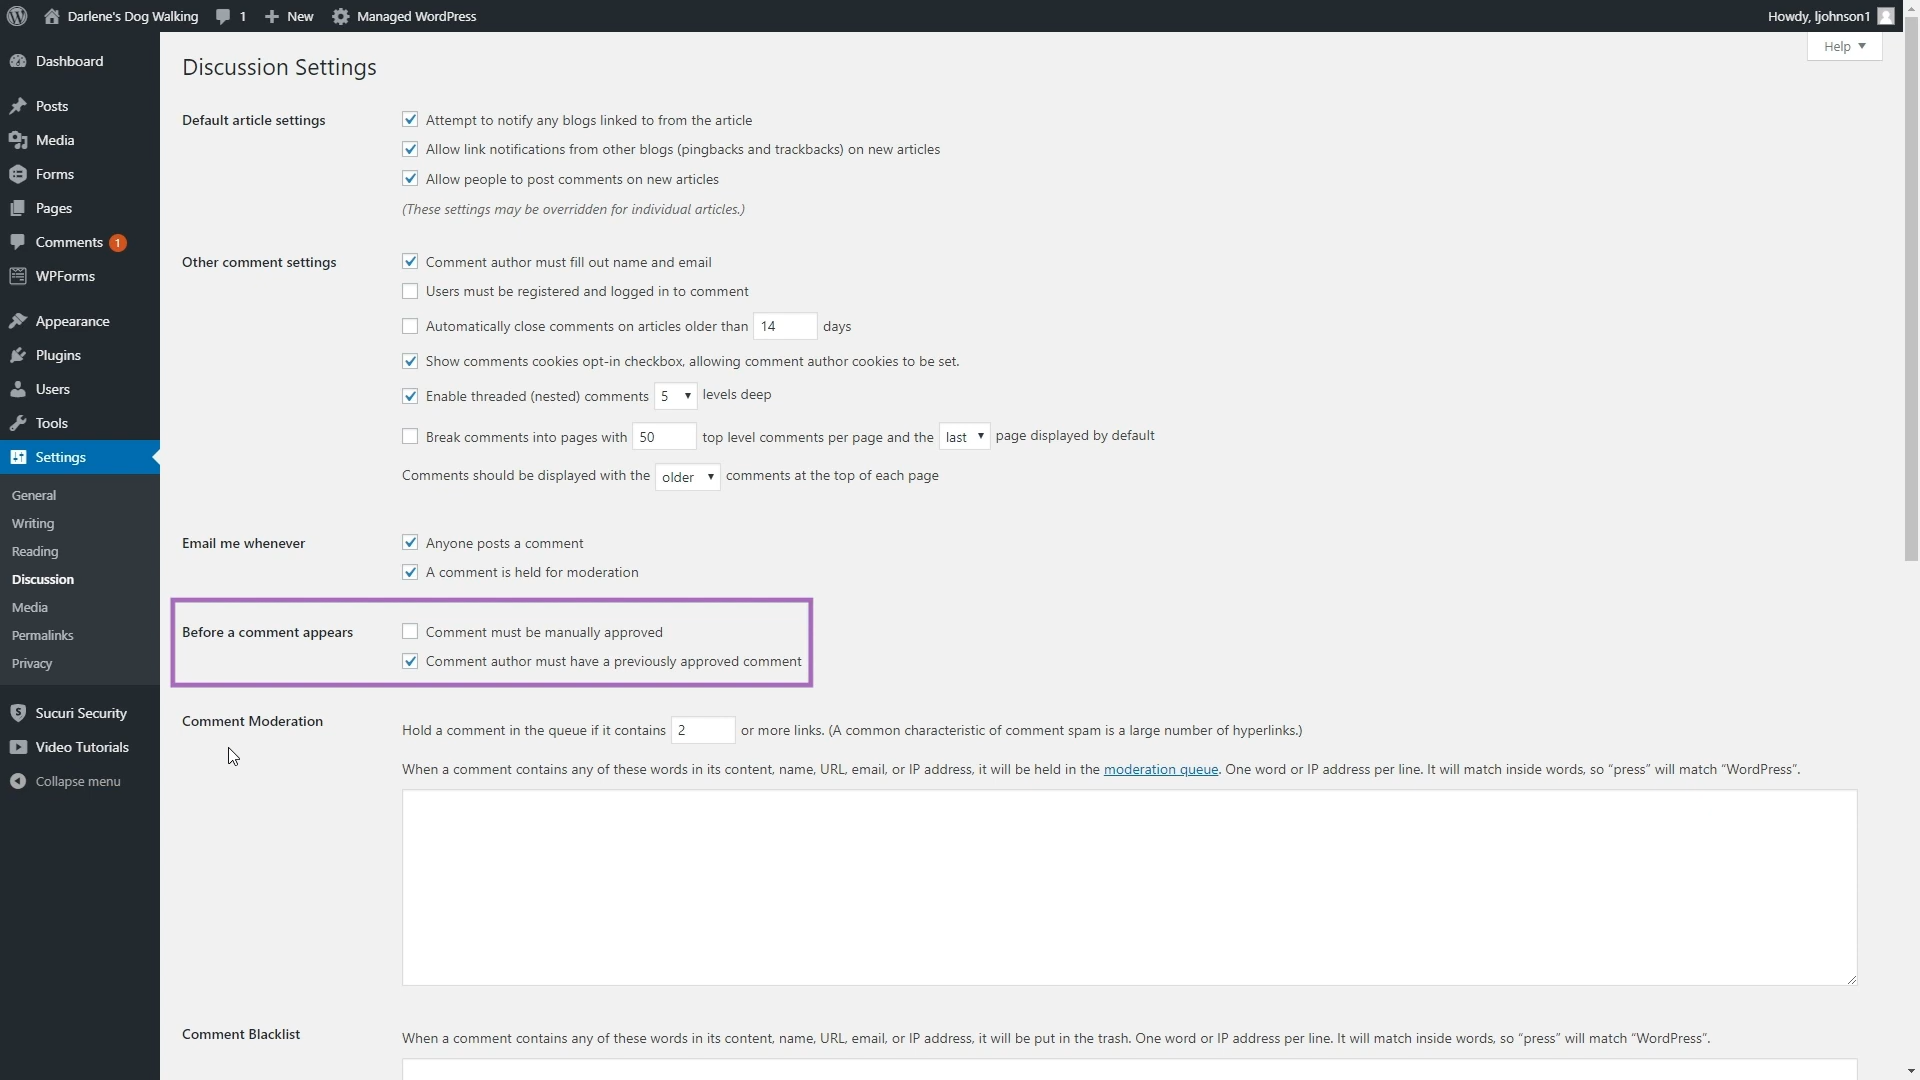 Darlene's Dog Walking 1 New Managed WordPress Howdy, ljohnson1
Help
Dashboard
Posts
Media
Forms
Pages
Comments 1
WPForms
Appearance
Plugins
Users
Tools
Settings
General
Writing
Reading
Discussion
Media
Permalinks
Privacy
Sucuri Security
Video Tutorials
Collapse menu
Discussion Settings
Default article settings
Attempt to notify any blogs linked to from the article
Allow link notifications from other blogs (pingbacks and trackbacks) on new articles
Allow people to post comments on new articles
(These settings may be overridden for individual articles.)
Other comment settings
Comment author must fill out name and email
Users must be registered and logged in to comment
Automatically close comments on articles older than 14 days
Show comments cookies opt-in checkbox, allowing comment author cookies to be set.
Enable threaded (nested) comments 5 levels deep
Break comments into pages with 50 top level comments per page and the last page displayed by default
Comments should be displayed with the older comments at the top of each page
Email me whenever
Anyone posts a comment
A comment is held for moderation
Before a comment appears
Comment must be manually approved
Comment author must have a previously approved comment
Comment Moderation
Hold a comment in the queue if it contains 2 or more links. (A common characteristic of comment spam is a large number of hyperlinks.)
When a comment contains any of these words in its content, name, URL, email, or IP address, it will be held in the moderation queue. One word or IP address per line. It will match inside words, so “press” will match “WordPress”.
Comment Blacklist
When a comment contains any of these words in its content, name, URL, email, or IP address, it will be put in the trash. One word or IP address per line. It will match inside words, so “press” will match “WordPress”.